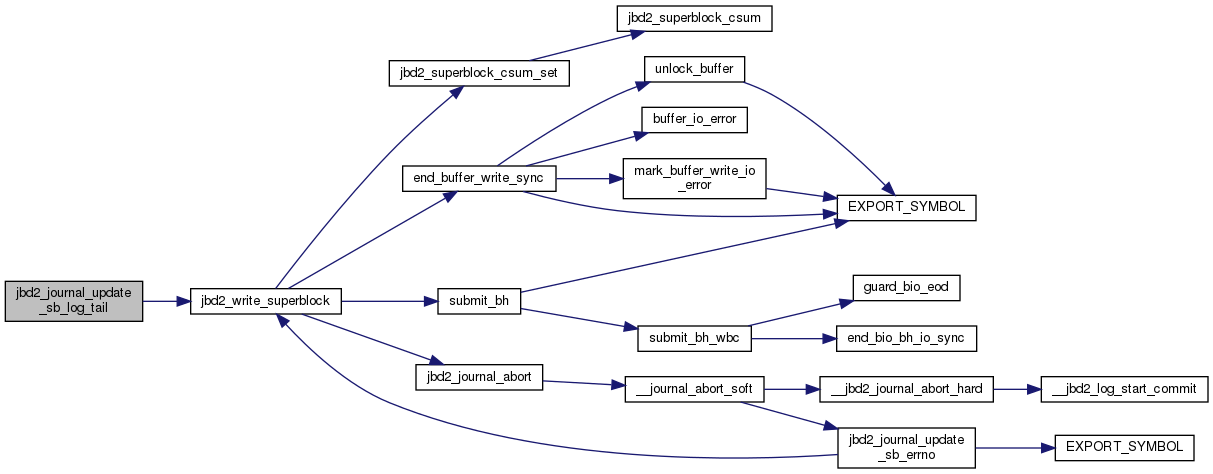 jbd2_superblock_csum
jbd2_superblock_csum_set
unlock_buffer
buffer_io_error
end_buffer_write_sync
mark_buffer_write_io
_error
EXPORT_SYMBOL
jbd2_journal_update
_sb_log_tail
jbd2_write_superblock
submit_bh
guard_bio_eod
submit_bh_wbc
end_bio_bh_io_sync
jbd2_journal_abort
__journal_abort_soft
__jbd2_journal_abort_hard
__jbd2_log_start_commit
jbd2_journal_update
_sb_errno
EXPORT_SYMBOL